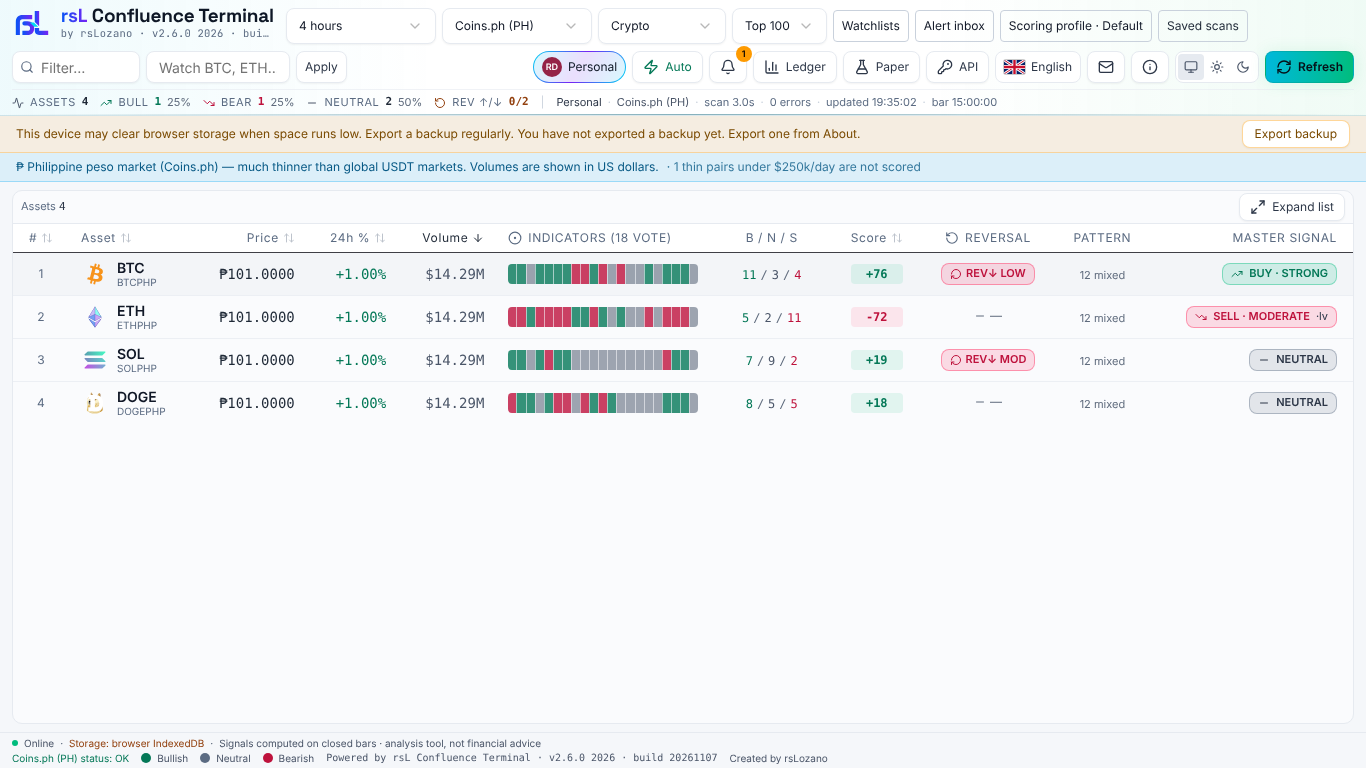 rsL Confluence Terminal
by rsLozano · v2.6.0 2026 · bui…
4 hours
Coins.ph (PH)
Crypto
Top 100
Watchlists
Alert inbox
Scoring profile · Default
Saved scans
Filter...
Watch BTC, ETH..
Apply
RD Personal
Auto
1
Ledger
Paper
API
English
Refresh
ASSETS 4 BULL 1 25% BEAR 1 25% NEUTRAL 2 50% REV ↑/↓ 0/2 Personal · Coins.ph (PH) · scan 3.0s · 0 errors · updated 19:35:02 · bar 15:00:00
This device may clear browser storage when space runs low. Export a backup regularly. You have not exported a backup yet. Export one from About.
Export backup
₱ Philippine peso market (Coins.ph) — much thinner than global USDT markets. Volumes are shown in US dollars. · 1 thin pairs under $250k/day are not scored
Assets 4
Expand list
# Asset Price 24h % Volume ↓ INDICATORS (18 VOTE) B / N / S Score REVERSAL PATTERN MASTER SIGNAL
1 BTC BTCPHP ₱101.0000 +1.00% $14.29M 11 / 3 / 4 +76 REV↓ LOW 12 mixed BUY · STRONG
2 ETH ETHPHP ₱101.0000 +1.00% $14.29M 5 / 2 / 11 -72 — — 12 mixed SELL · MODERATE ·lv
3 SOL SOLPHP ₱101.0000 +1.00% $14.29M 7 / 9 / 2 +19 REV↓ MOD 12 mixed — NEUTRAL
4 DOGE DOGEPHP ₱101.0000 +1.00% $14.29M 8 / 5 / 5 +18 — — 12 mixed — NEUTRAL
Online · Storage: browser IndexedDB · Signals computed on closed bars · analysis tool, not financial advice
Coins.ph (PH) status: OK Bullish Neutral Bearish Powered by rsL Confluence Terminal · v2.6.0 2026 · build 20261107 Created by rsLozano